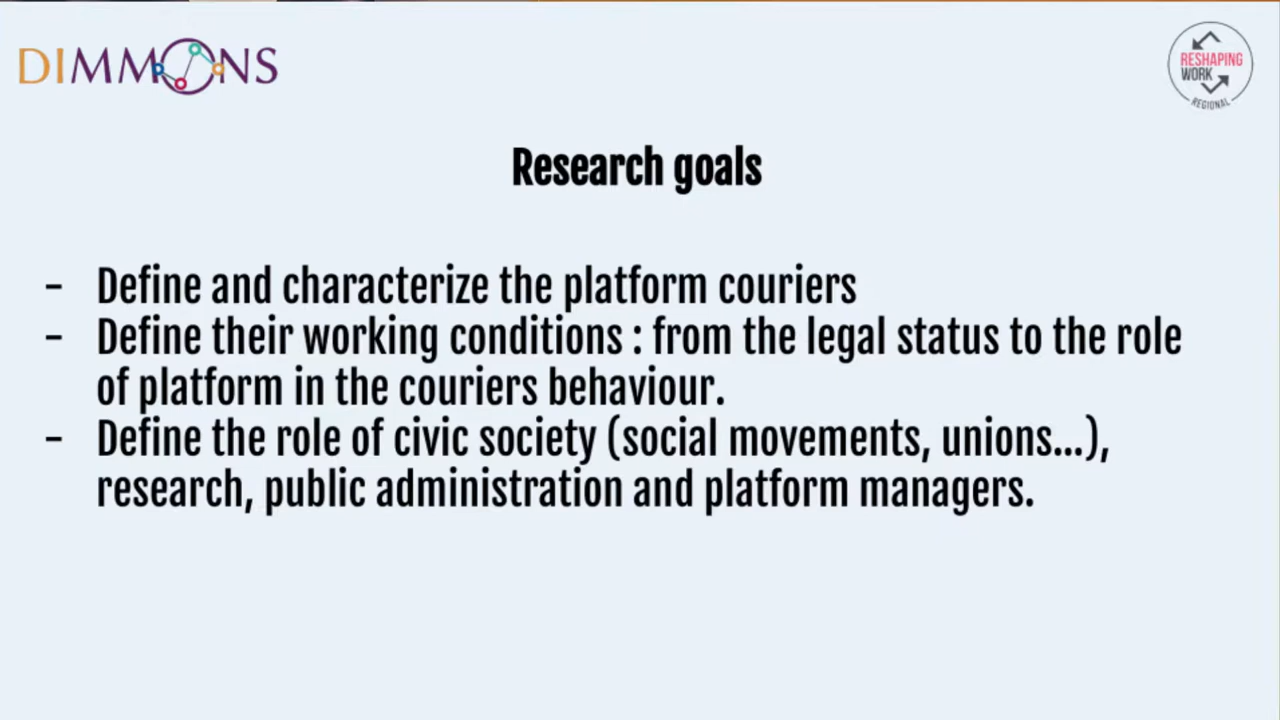 DIMMONS
RESHAPING
WORK
REGIONAL
Research goals
- Define and characterize the platform couriers
- Define their working conditions : from the legal status to the role
of platform in the couriers behaviour.
- Define the role of civic society (social movements, unions...),
research, public administration and platform managers.